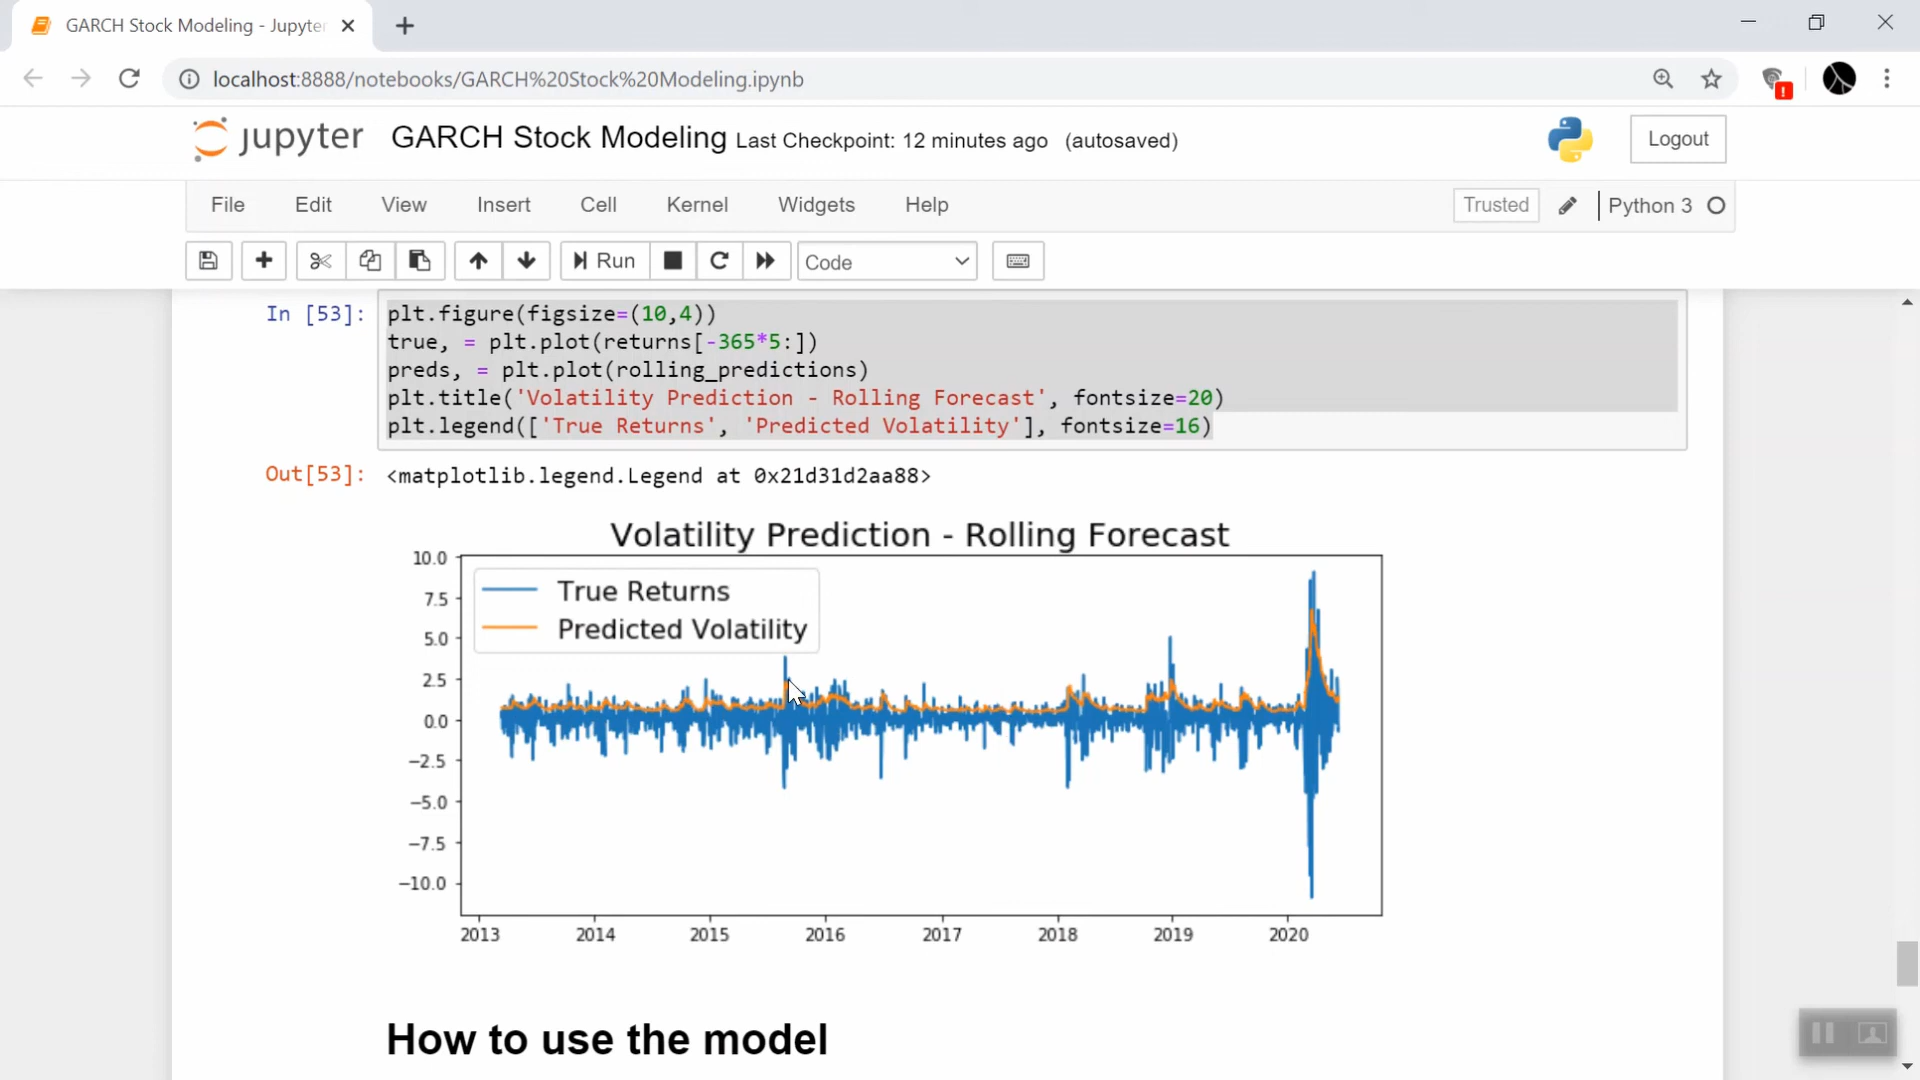 GARCH Stock Modeling - Jupyter
localhost:8888/notebooks/GARCH%20Stock%20Modeling.ipynb
jupyter GARCH Stock Modeling Last Checkpoint: 12 minutes ago (autosaved)
Logout
File Edit View Insert Cell Kernel Widgets Help
Trusted Python 3
Run Code
In [53]: plt.figure(figsize=(10,4))
true, = plt.plot(returns[-365*5:])
preds, = plt.plot(rolling_predictions)
plt.title('Volatility Prediction - Rolling Forecast', fontsize=20)
plt.legend(['True Returns', 'Predicted Volatility'], fontsize=16)
Out[53]: <matplotlib.legend.Legend at 0x21d31d2aa88>
Volatility Prediction - Rolling Forecast
True Returns
Predicted Volatility
10.0
7.5
5.0
2.5
0.0
−2.5
−5.0
−7.5
−10.0
2013 2014 2015 2016 2017 2018 2019 2020
How to use the model